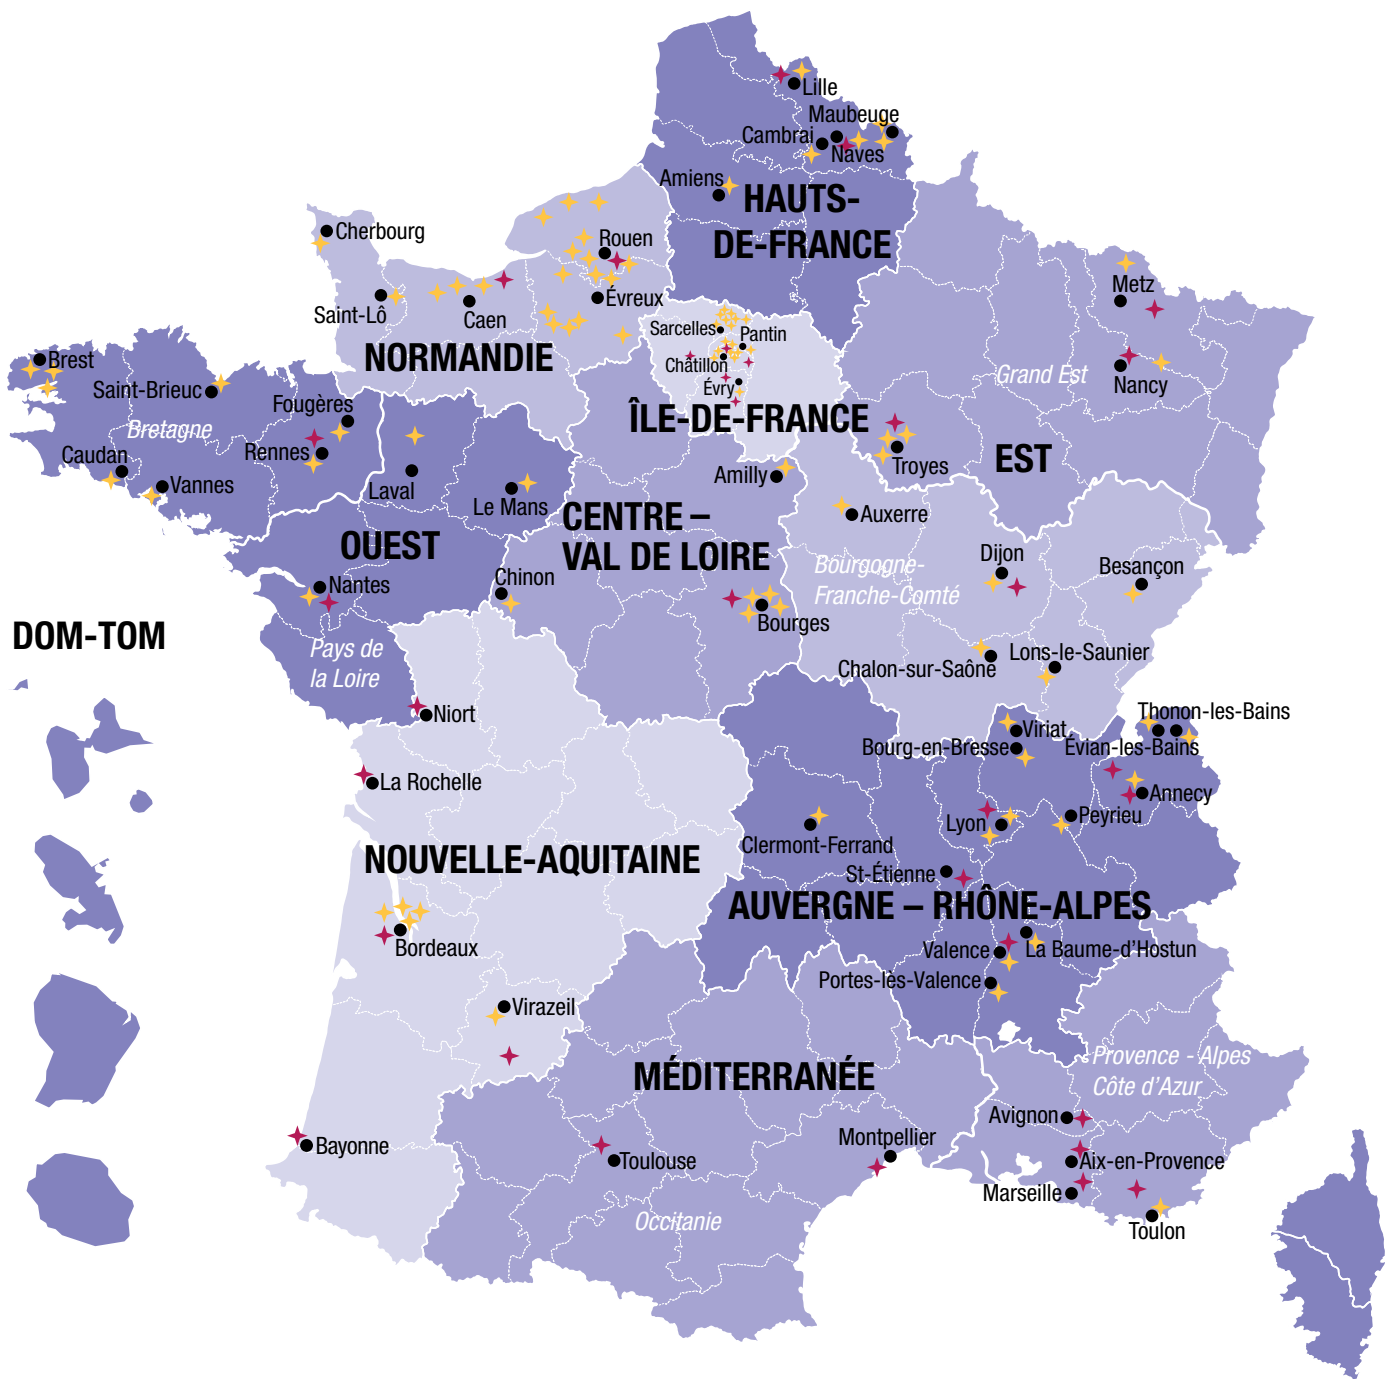 Lille
Maubeuge
Cambrai
Naves
Amiens
HAUTS-
DE-FRANCE
Cherbourg
Rouen
Saint-Lô
Caen
Évreux
NORMANDIE
Metz
Nancy
Grand Est
Sarcelles
Pantin
Châtillon
Évry
ÎLE-DE-FRANCE
Brest
Saint-Brieuc
Fougères
Bretagne
Caudan
Rennes
Vannes
Laval
Le Mans
OUEST
Troyes
EST
Amilly
Auxerre
CENTRE –
VAL DE LOIRE
Chinon
Bourges
Bourgogne-
Franche-Comté
Dijon
Besançon
Nantes
DOM-TOM
Pays de
la Loire
Chalon-sur-Saône
Lons-le-Saunier
Niort
La Rochelle
Viriat
Bourg-en-Bresse
Thonon-les-Bains
Évian-les-Bains
Annecy
Peyrieu
Lyon
Clermont-Ferrand
St-Étienne
NOUVELLE-AQUITAINE
AUVERGNE – RHÔNE-ALPES
Bordeaux
Valence
La Baume-d'Hostun
Portes-lès-Valence
Virazeil
MÉDITERRANÉE
Provence - Alpes
Côte d'Azur
Avignon
Bayonne
Toulouse
Montpellier
Aix-en-Provence
Marseille
Occitanie
Toulon